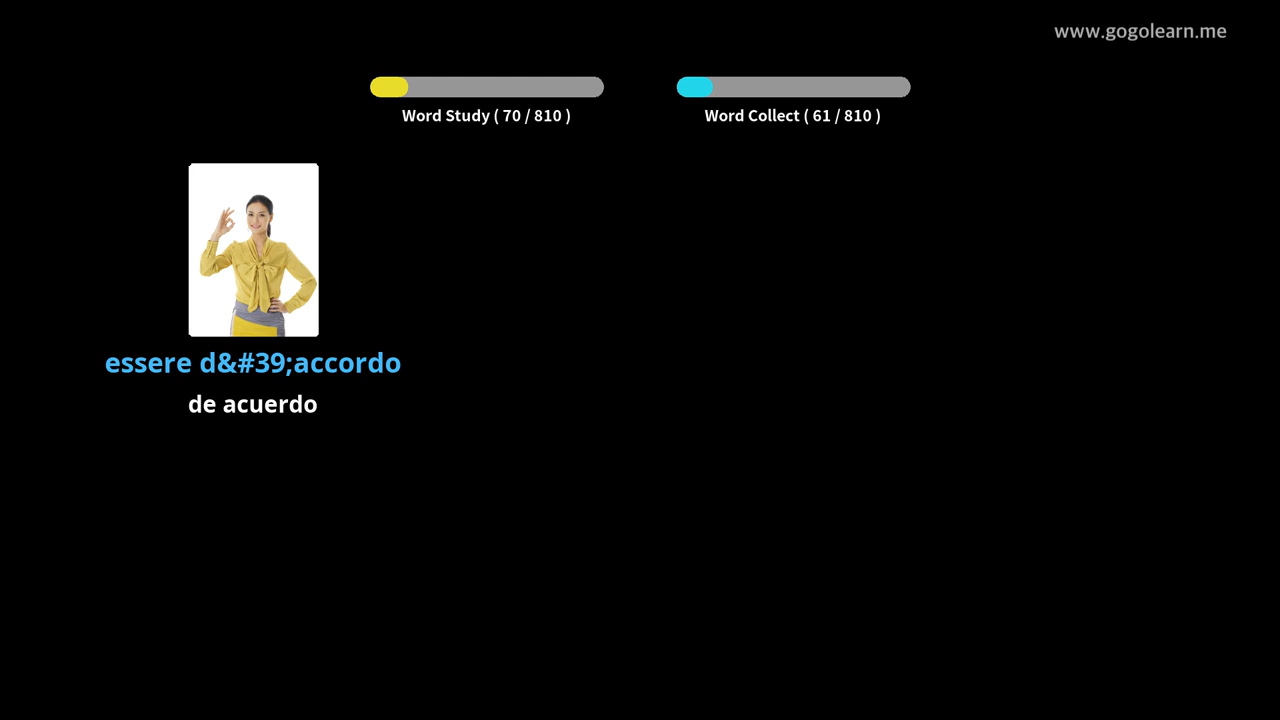 www.gogolearn.me
Word Study ( 70 / 810 )
Word Collect ( 61 / 810 )
essere d&#39;accordo
de acuerdo